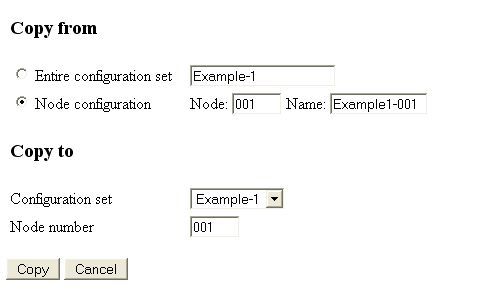 Copy from
Entire configuration set Example-1
Node configuration Node: 001 Name: Example1-001
Copy to
Configuration set Example-1
Node number 001
Copy Cancel